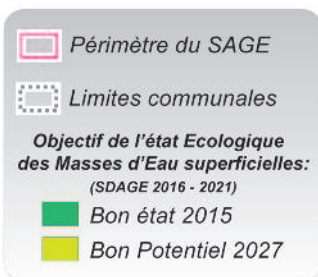 Périmètre du SAGE
Limites communales
Objectif de l'état Ecologique
des Masses d'Eau superficielles:
(SDAGE 2016 - 2021)
Bon état 2015
Bon Potentiel 2027